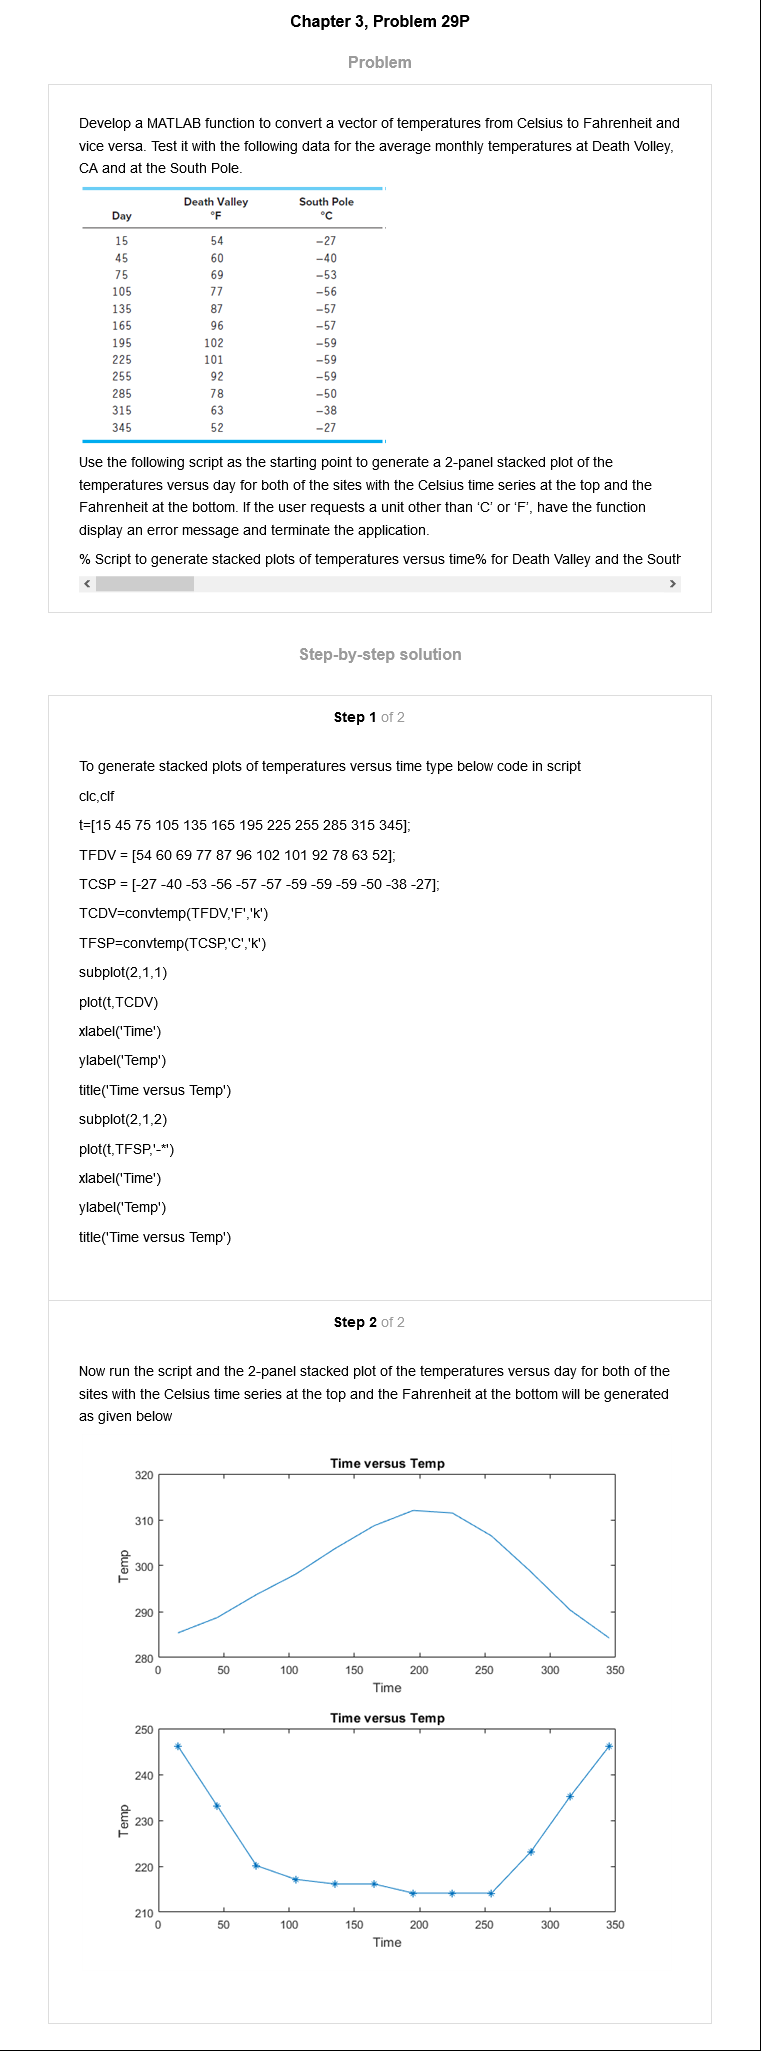 Chapter 3, Problem 29P
Problem
Develop a MATLAB function to convert a vector of temperatures from Celsius to Fahrenheit and
vice versa. Test it with the following data for the average monthly temperatures at Death Volley,
CA and at the South Pole.
Death Valley South Pole
Day °F °C
15 54 −27
45 60 −40
75 69 −53
105 77 −56
135 87 −57
165 96 −57
195 102 −59
225 101 −59
255 92 −59
285 78 −50
315 63 −38
345 52 −27
Use the following script as the starting point to generate a 2-panel stacked plot of the
temperatures versus day for both of the sites with the Celsius time series at the top and the
Fahrenheit at the bottom. If the user requests a unit other than ‘C’ or ‘F’, have the function
display an error message and terminate the application.
% Script to generate stacked plots of temperatures versus time% for Death Valley and the South
Step-by-step solution
Step 1 of 2
To generate stacked plots of temperatures versus time type below code in script
clc,clf
t=[15 45 75 105 135 165 195 225 255 285 315 345];
TFDV = [54 60 69 77 87 96 102 101 92 78 63 52];
TCSP = [-27 -40 -53 -56 -57 -57 -59 -59 -59 -50 -38 -27];
TCDV=convtemp(TFDV,'F','k')
TFSP=convtemp(TCSP,'C','k')
subplot(2,1,1)
plot(t,TCDV)
xlabel('Time')
ylabel('Temp')
title('Time versus Temp')
subplot(2,1,2)
plot(t,TFSP,'-*')
xlabel('Time')
ylabel('Temp')
title('Time versus Temp')
Step 2 of 2
Now run the script and the 2-panel stacked plot of the temperatures versus day for both of the
sites with the Celsius time series at the top and the Fahrenheit at the bottom will be generated
as given below
Time versus Temp
320
310
300
290
280
Temp
0 50 100 150 200 250 300 350
Time
Time versus Temp
250
240
230
220
210
Temp
0 50 100 150 200 250 300 350
Time